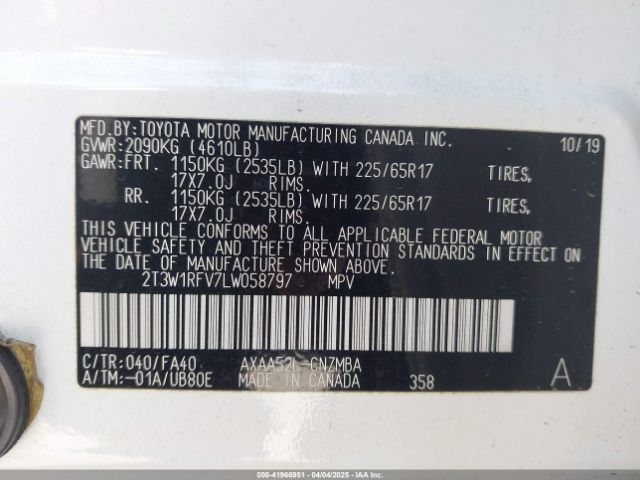 MFD.BY:TOYOTA MOTOR MANUFACTURING CANADA INC.
GVWR:2090KG (4610LB) 10/19
GAWR:FRT. 1150KG (2535LB) WITH 225/65R17 TIRES,
17X7.0J RIMS.
RR. 1150KG (2535LB) WITH 225/65R17 TIRES,
17X7.0J RIMS.
THIS VEHICLE CONFORMS TO ALL APPLICABLE FEDERAL MOTOR
VEHICLE SAFETY AND THEFT PREVENTION STANDARDS IN EFFECT ON
THE DATE OF MANUFACTURE SHOWN ABOVE.
2T3W1RFV7LW058797 MPV
C/TR:040/FA40 AXAA52L-CNZMBA A
A/TM:-01A/UB80E MADE IN CANADA 358
000-41966951 - 04/04/2025 - IAAI.COM